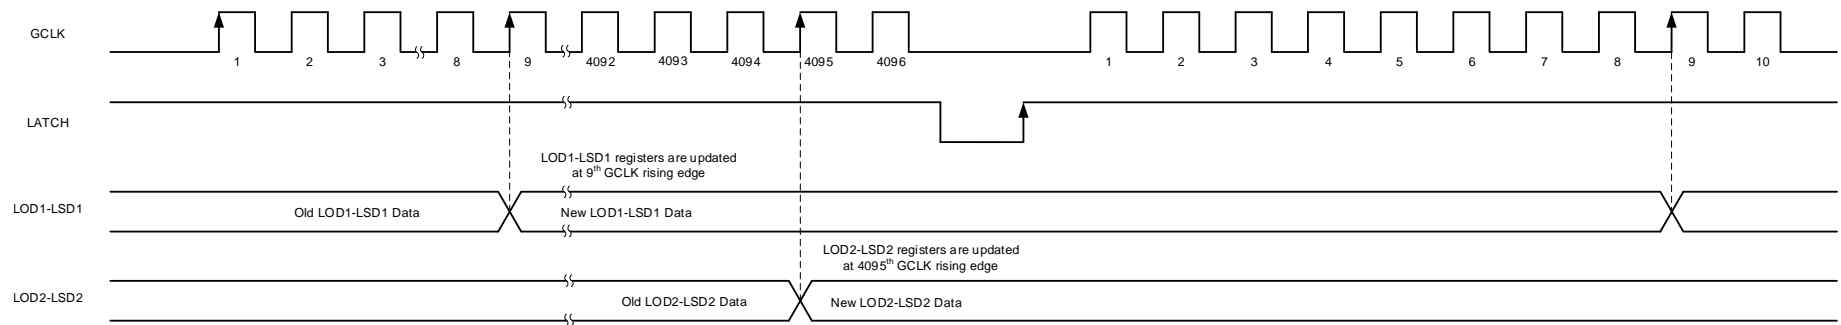 GCLK
1 2 3 8 9 4092 4093 4094 4095 4096 1 2 3 4 5 6 7 8 9 10
LATCH
LOD1-LSD1 registers are updated
at 9th GCLK rising edge
LOD1-LSD1
Old LOD1-LSD1 Data
New LOD1-LSD1 Data
LOD2-LSD2 registers are updated
at 4095th GCLK rising edge
LOD2-LSD2
Old LOD2-LSD2 Data
New LOD2-LSD2 Data